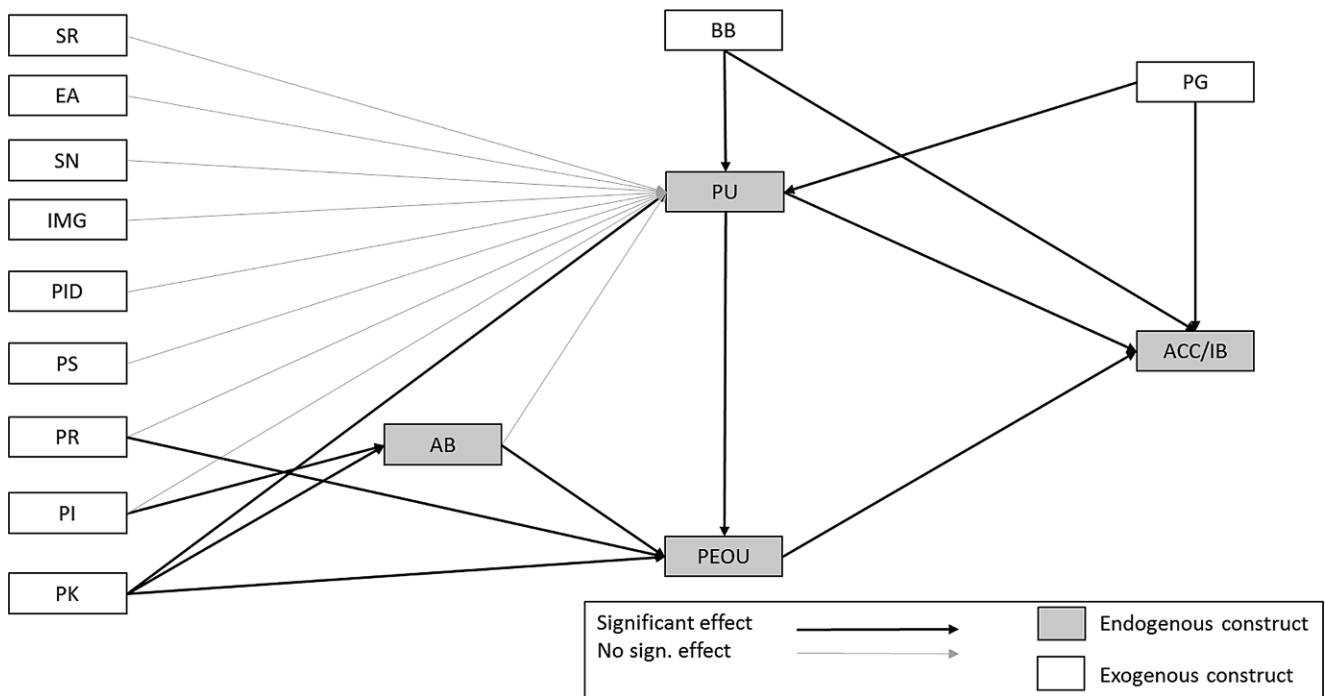 SR
EA
SN
IMG
PID
PS
PR
PI
PK
AB
BB
PU
PEOU
PG
ACC/IB
Significant effect
No sign. effect
Endogenous construct
Exogenous construct